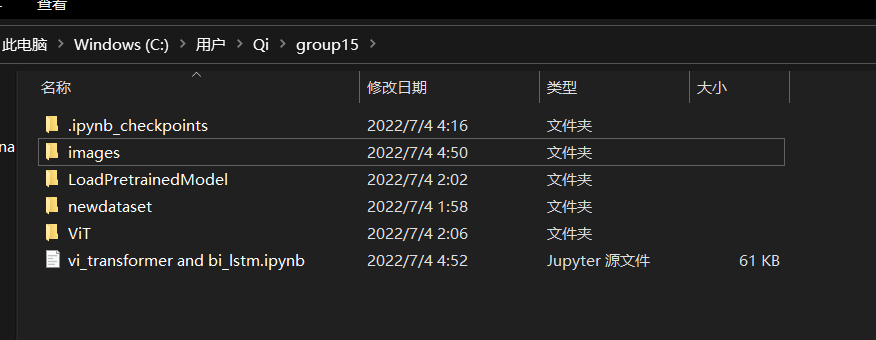 查看
此电脑 Windows (C:) 用户 Qi group15
名称 修改日期 类型 大小
.ipynb_checkpoints 2022/7/4 4:16 文件夹
na
images 2022/7/4 4:50 文件夹
LoadPretrainedModel 2022/7/4 2:02 文件夹
newdataset 2022/7/4 1:58 文件夹
ViT 2022/7/4 2:06 文件夹
vi_transformer and bi_lstm.ipynb 2022/7/4 4:52 Jupyter 源文件 61 KB